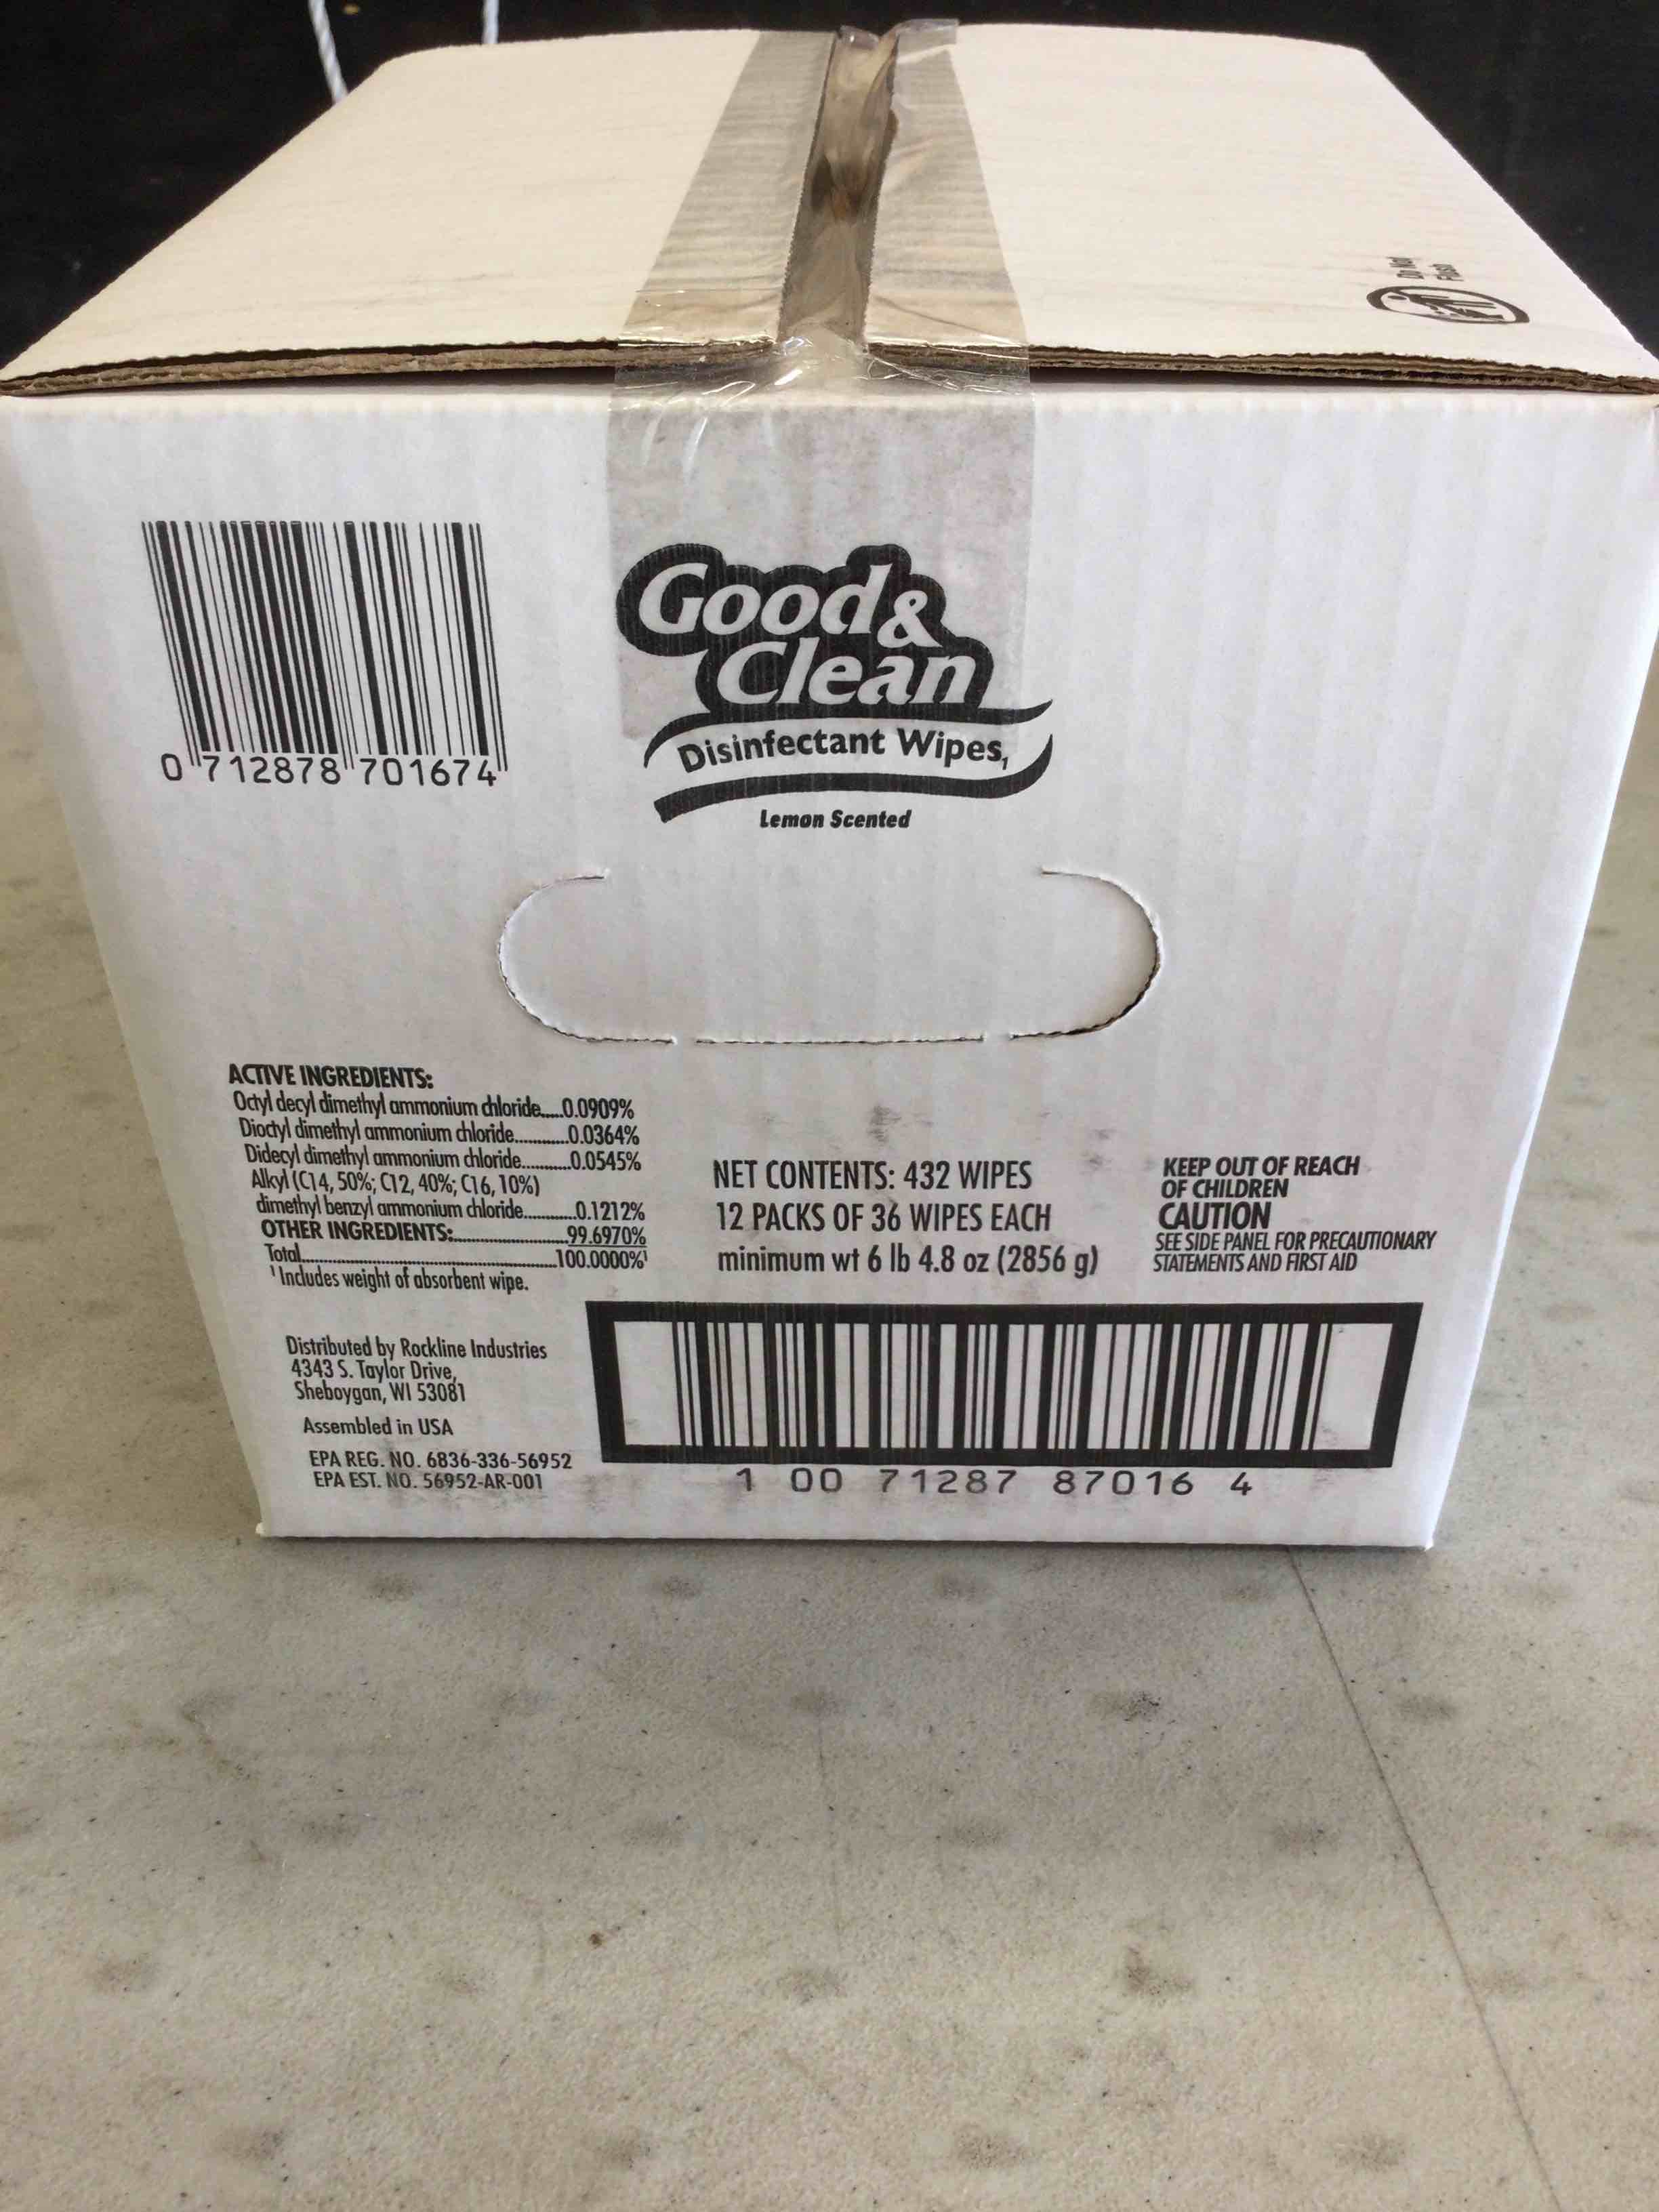 Do Not
Flush
0 712878 701674
Good&
Clean
Disinfectant Wipes,
Lemon Scented
ACTIVE INGREDIENTS:
Octyl decyl dimethyl ammonium chloride.....0.0909%
Dioctyl dimethyl ammonium chloride............0.0364%
Didecyl dimethyl ammonium chloride...........0.0545%
Alkyl (C14, 50%; C12, 40%; C16, 10%)
dimethyl benzyl ammonium chloride............0.1212%
OTHER INGREDIENTS:.........................99.6970%
Total.......................................................100.0000%¹
¹Includes weight of absorbent wipe.
NET CONTENTS: 432 WIPES
12 PACKS OF 36 WIPES EACH
minimum wt 6 lb 4.8 oz (2856 g)
KEEP OUT OF REACH
OF CHILDREN
CAUTION
SEE SIDE PANEL FOR PRECAUTIONARY
STATEMENTS AND FIRST AID
Distributed by Rockline Industries
4343 S. Taylor Drive,
Sheboygan, WI 53081
Assembled in USA
EPA REG. NO. 6836-336-56952
EPA EST. NO. 56952-AR-001
1 00 71287 87016 4